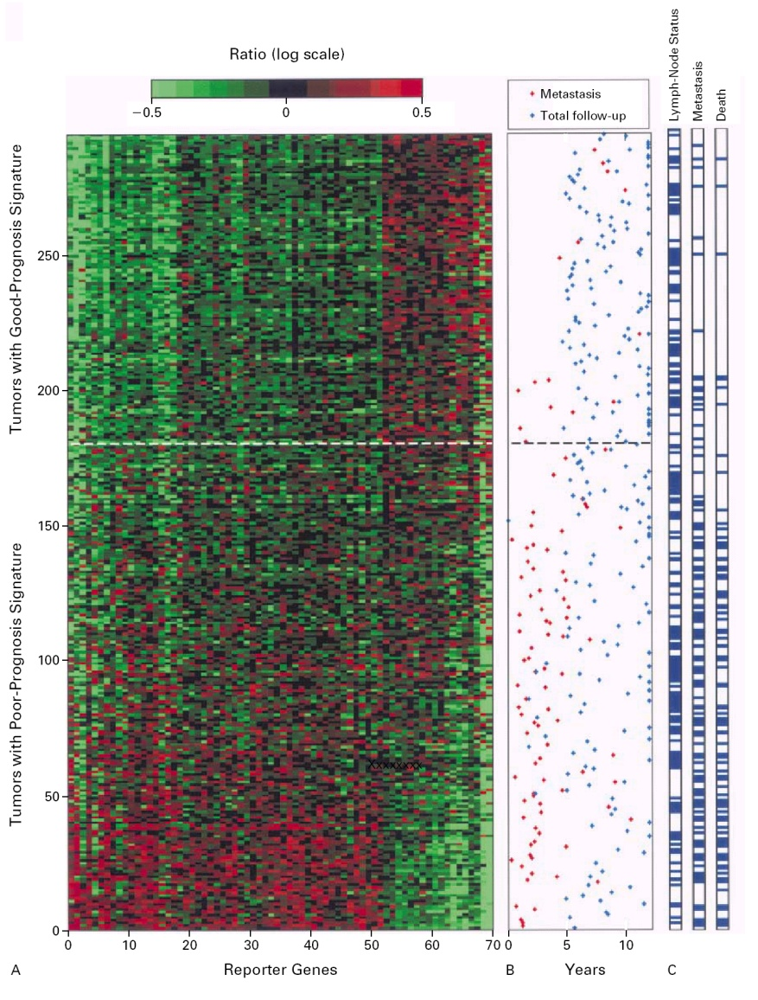 Ratio (log scale)
−0.5 0 0.5
Metastasis
Total follow-up
Lymph-Node Status
Metastasis
Death
Tumors with Good-Prognosis Signature
Tumors with Poor-Prognosis Signature
250
200
150
100
50
0
XXXXXXXX
0 10 20 30 40 50 60 70
0 5 10
A Reporter Genes B Years C